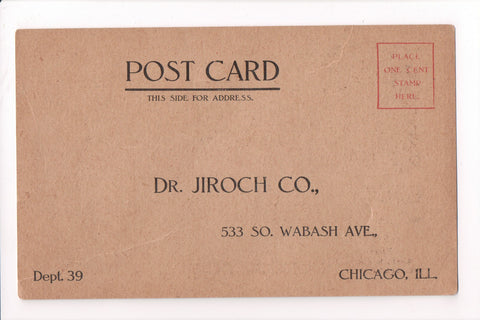 POST CARD
THIS SIDE FOR ADDRESS.
PLACE
ONE CENT
STAMP
HERE.
DR. JIROCH CO.,
533 SO. WABASH AVE.,
Dept. 39
CHICAGO, ILL.